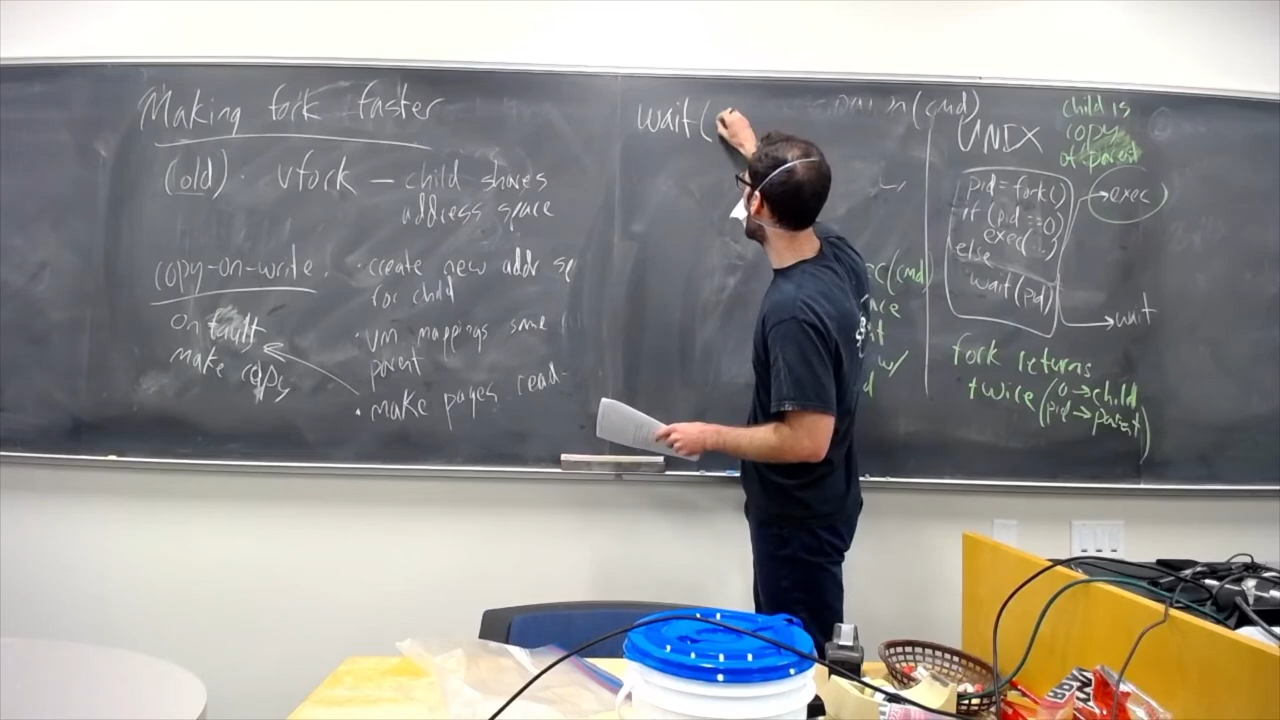 Making fork faster
(old). vfork – child shares
address space
copy-on-write. · create new addr sp
for child
on fault
make copy
· VM mappings same
parent
· make pages read-
wait(
(cmd)
UNIX
child is
copy
of parent
pid = fork()
if (pid == 0)
exec(..)
else
wait(pid)
→ exec)
→ wait
fork returns
twice (0 → child
pid → parent)
(cmd)
w/